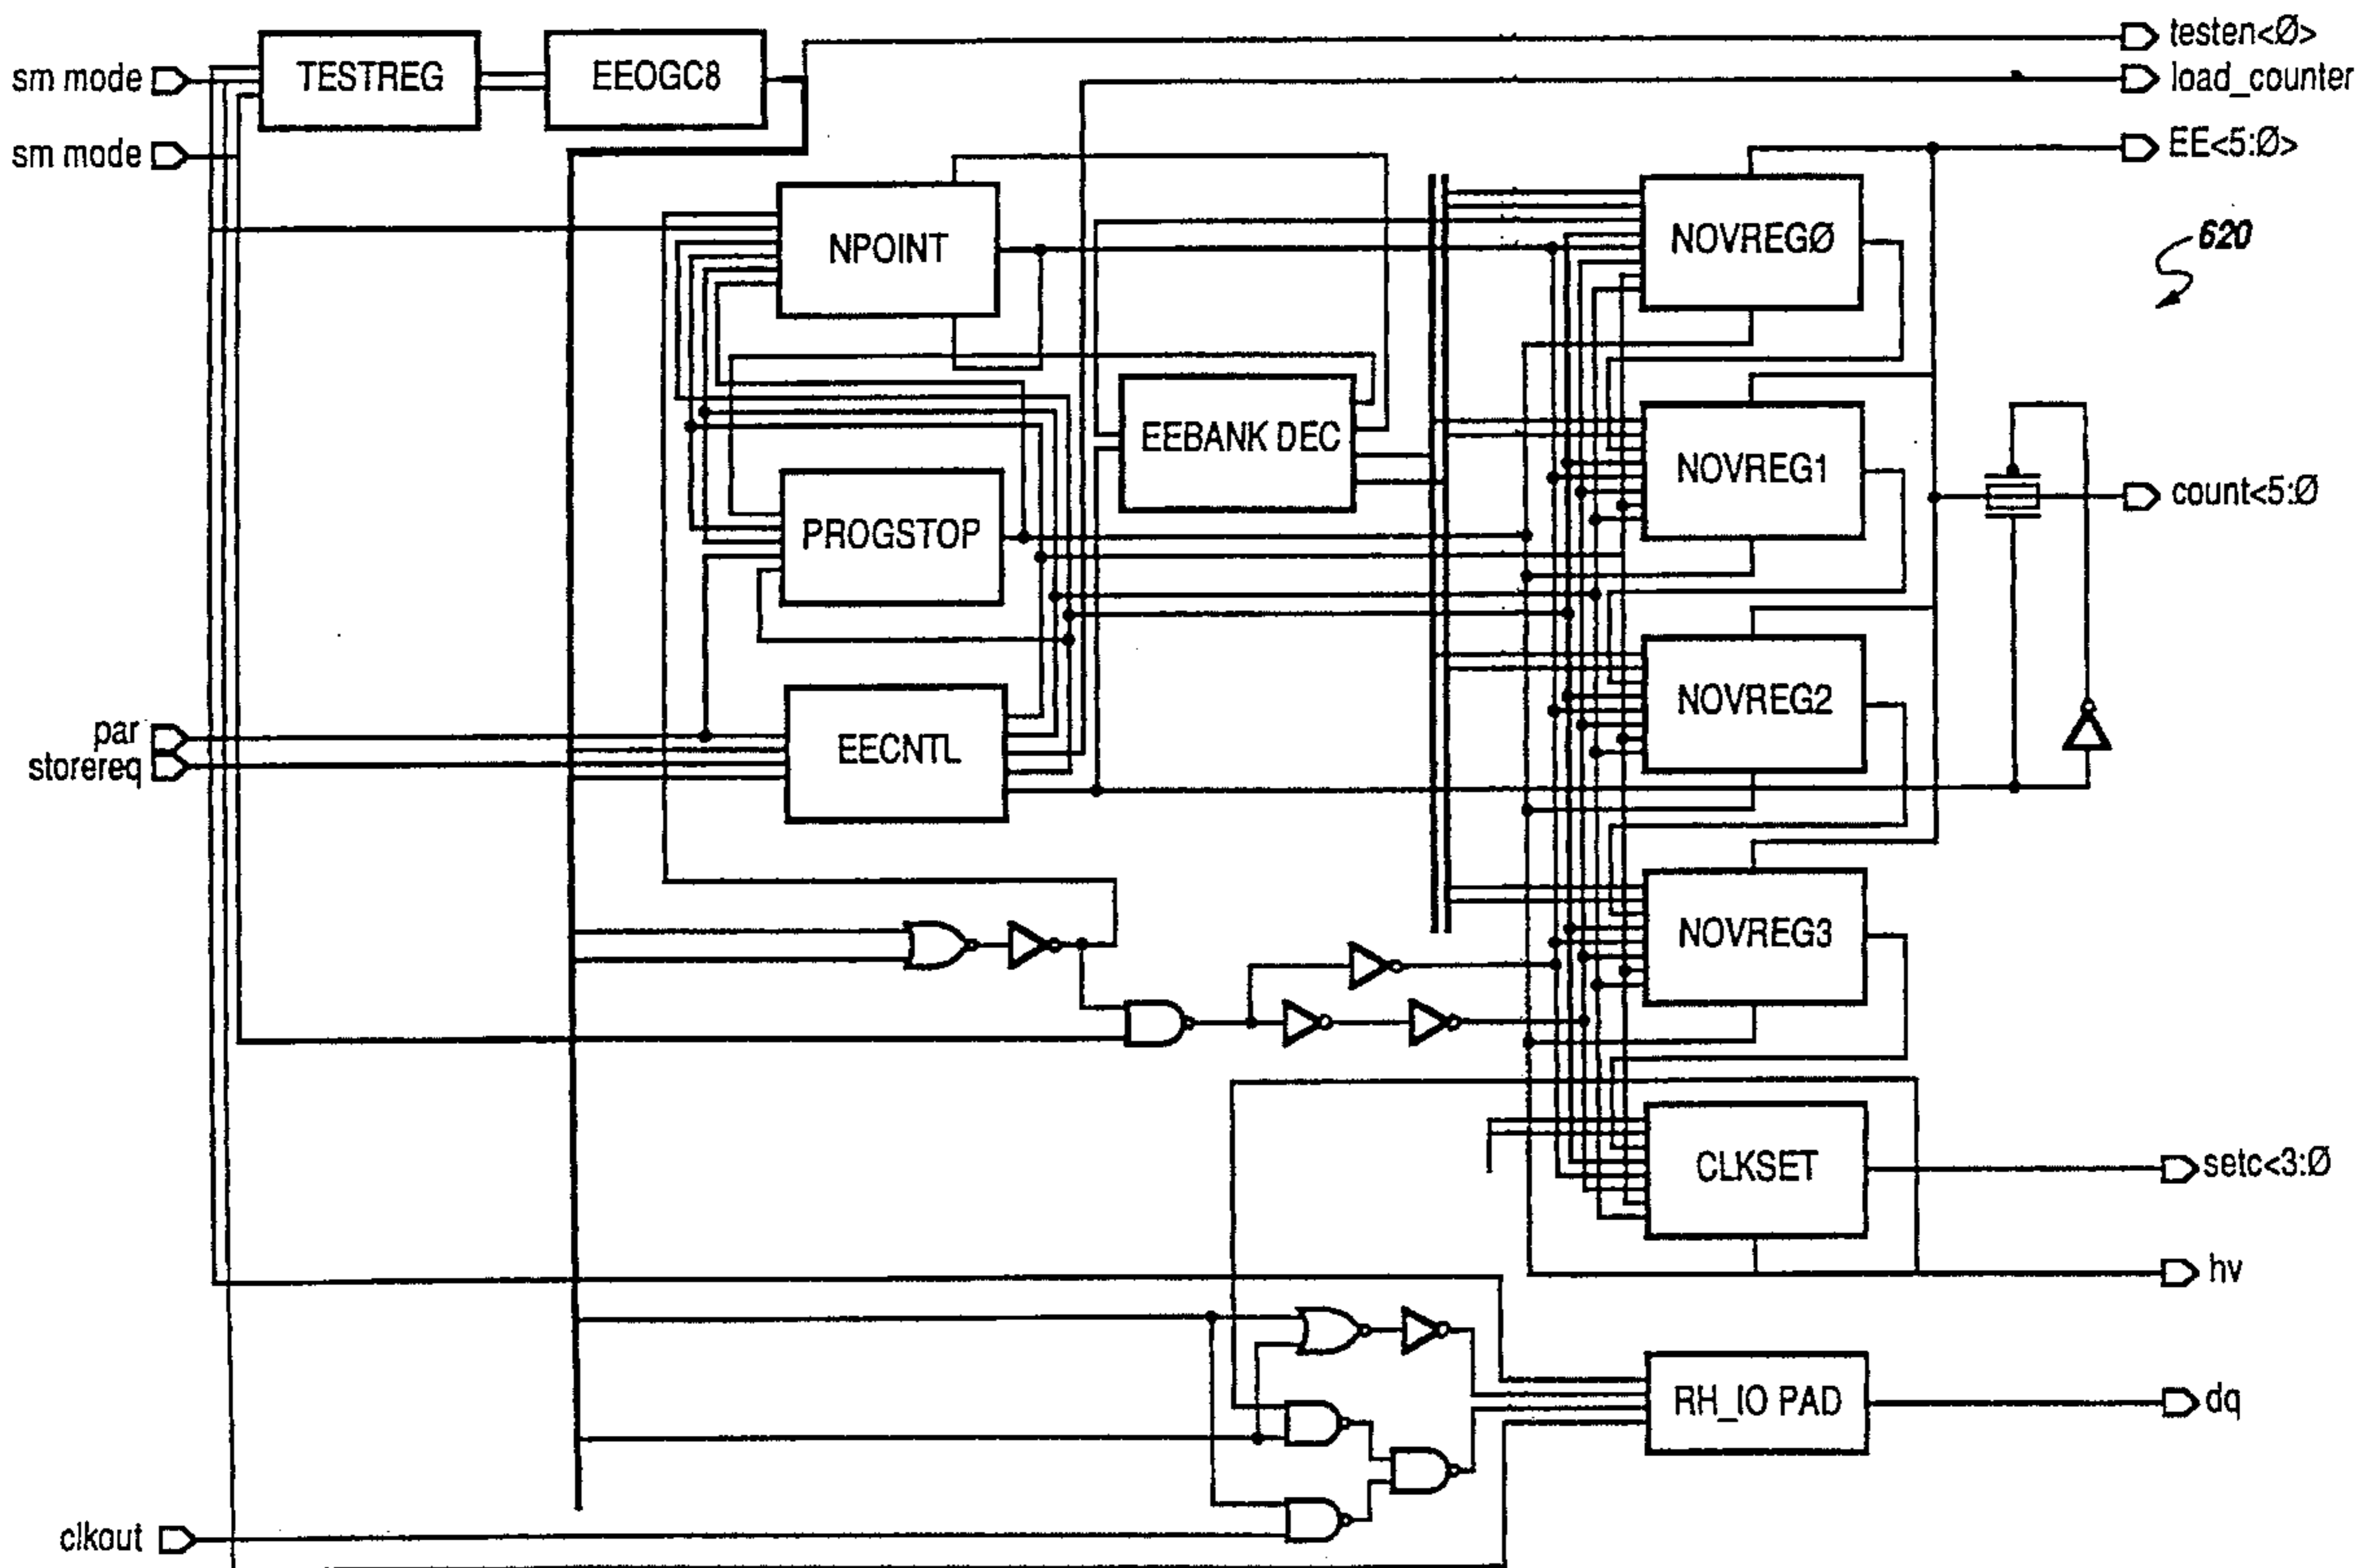 sm mode
TESTREG
EEOGC8
testen<Ø>
load_counter
sm mode
EE<5:Ø>
NPOINT
NOVREGØ
620
EEBANK DEC
NOVREG1
count<5:Ø
PROGSTOP
NOVREG2
par
storereq
EECNTL
NOVREG3
CLKSET
setc<3:Ø
hv
RH_IO PAD
dq
clkout